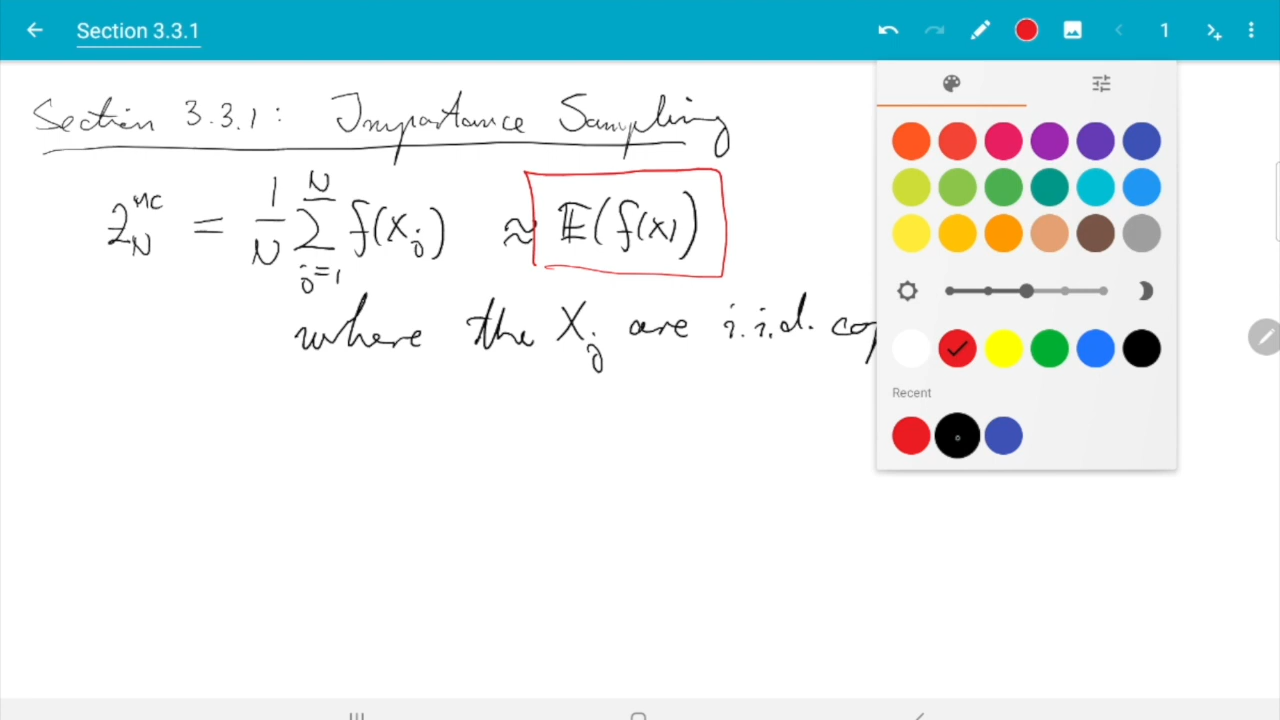 Section 3.3.1
1
Section 3.3.1: Importance Sampling
Z_N^MC = 1/N ∑_{j=1}^N f(X_j) ≈ 𝔼(f(X))
where the X_j are i.i.d.
Recent